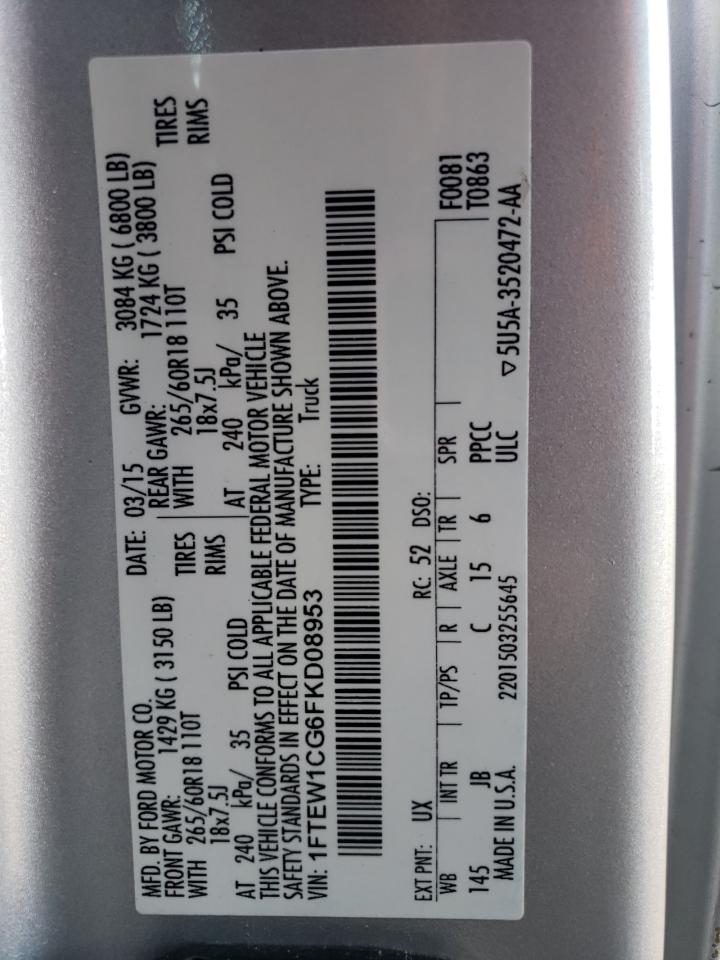 MFD. BY FORD MOTOR CO. DATE: 03/15 GVWR: 3084 KG ( 6800 LB)
FRONT GAWR: 1429 KG ( 3150 LB) REAR GAWR: 1724 KG ( 3800 LB)
WITH 265/60R18 110T TIRES WITH 265/60R18 110T TIRES
18x7.5J RIMS 18x7.5J RIMS
AT 240 kPa/ 35 PSI COLD AT 240 kPa/ 35 PSI COLD
THIS VEHICLE CONFORMS TO ALL APPLICABLE FEDERAL MOTOR VEHICLE
SAFETY STANDARDS IN EFFECT ON THE DATE OF MANUFACTURE SHOWN ABOVE.
VIN: 1FTEW1CG6FKD08953 TYPE: Truck
EXT PNT: UX RC: 52 DSO:
WB INT TR TP/PS R AXLE TR SPR F0081
145 JB C 15 6 PPCC T0863
MADE IN U.S.A. 2201503255645 ULC ▽5U5A-3520472-AA